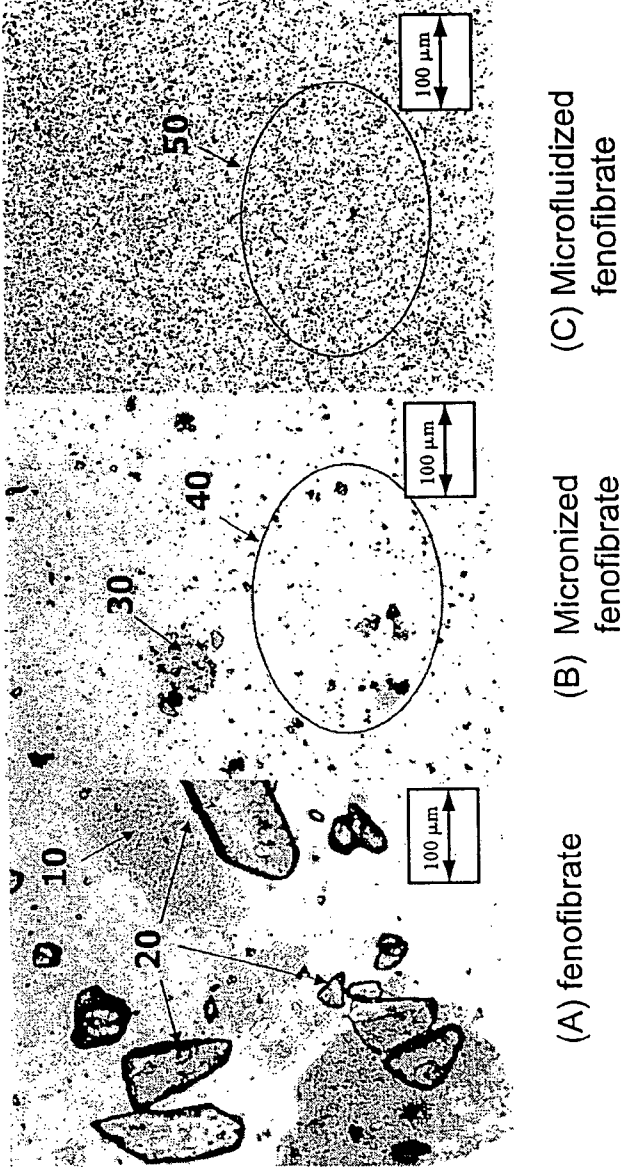 10
20
100 µm
30
40
100 µm
50
100 µm
(A) fenofibrate
(B) Micronized
fenofibrate
(C) Microfluidized
fenofibrate